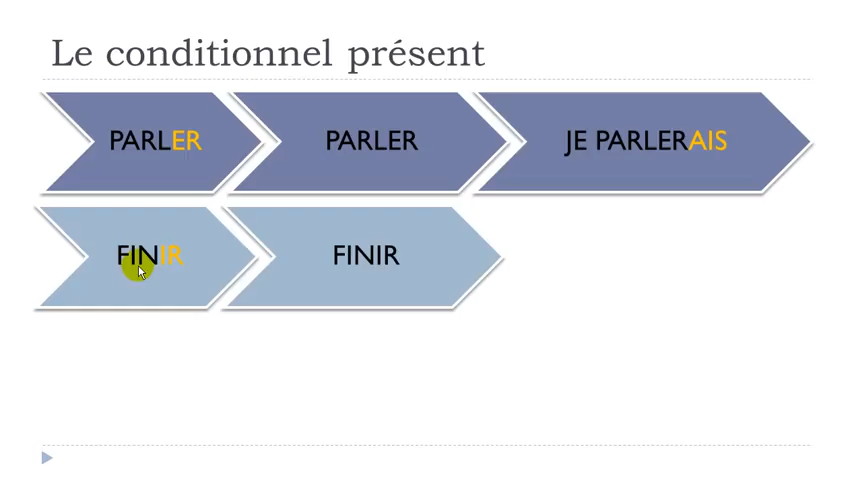 Le conditionnel présent
PARLER
PARLER
JE PARLERAIS
FINIR
FINIR